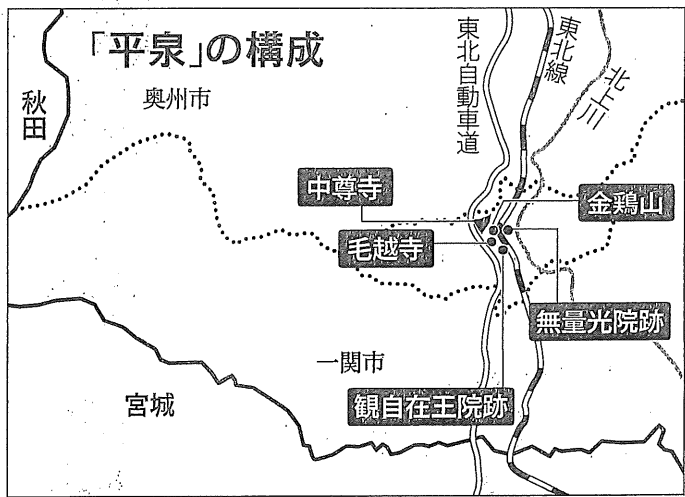 「平泉」の構成
秋田
奥州市
東北自動車道
東北線
北上川
中尊寺
金鶏山
毛越寺
無量光院跡
一関市
宮城
観自在王院跡